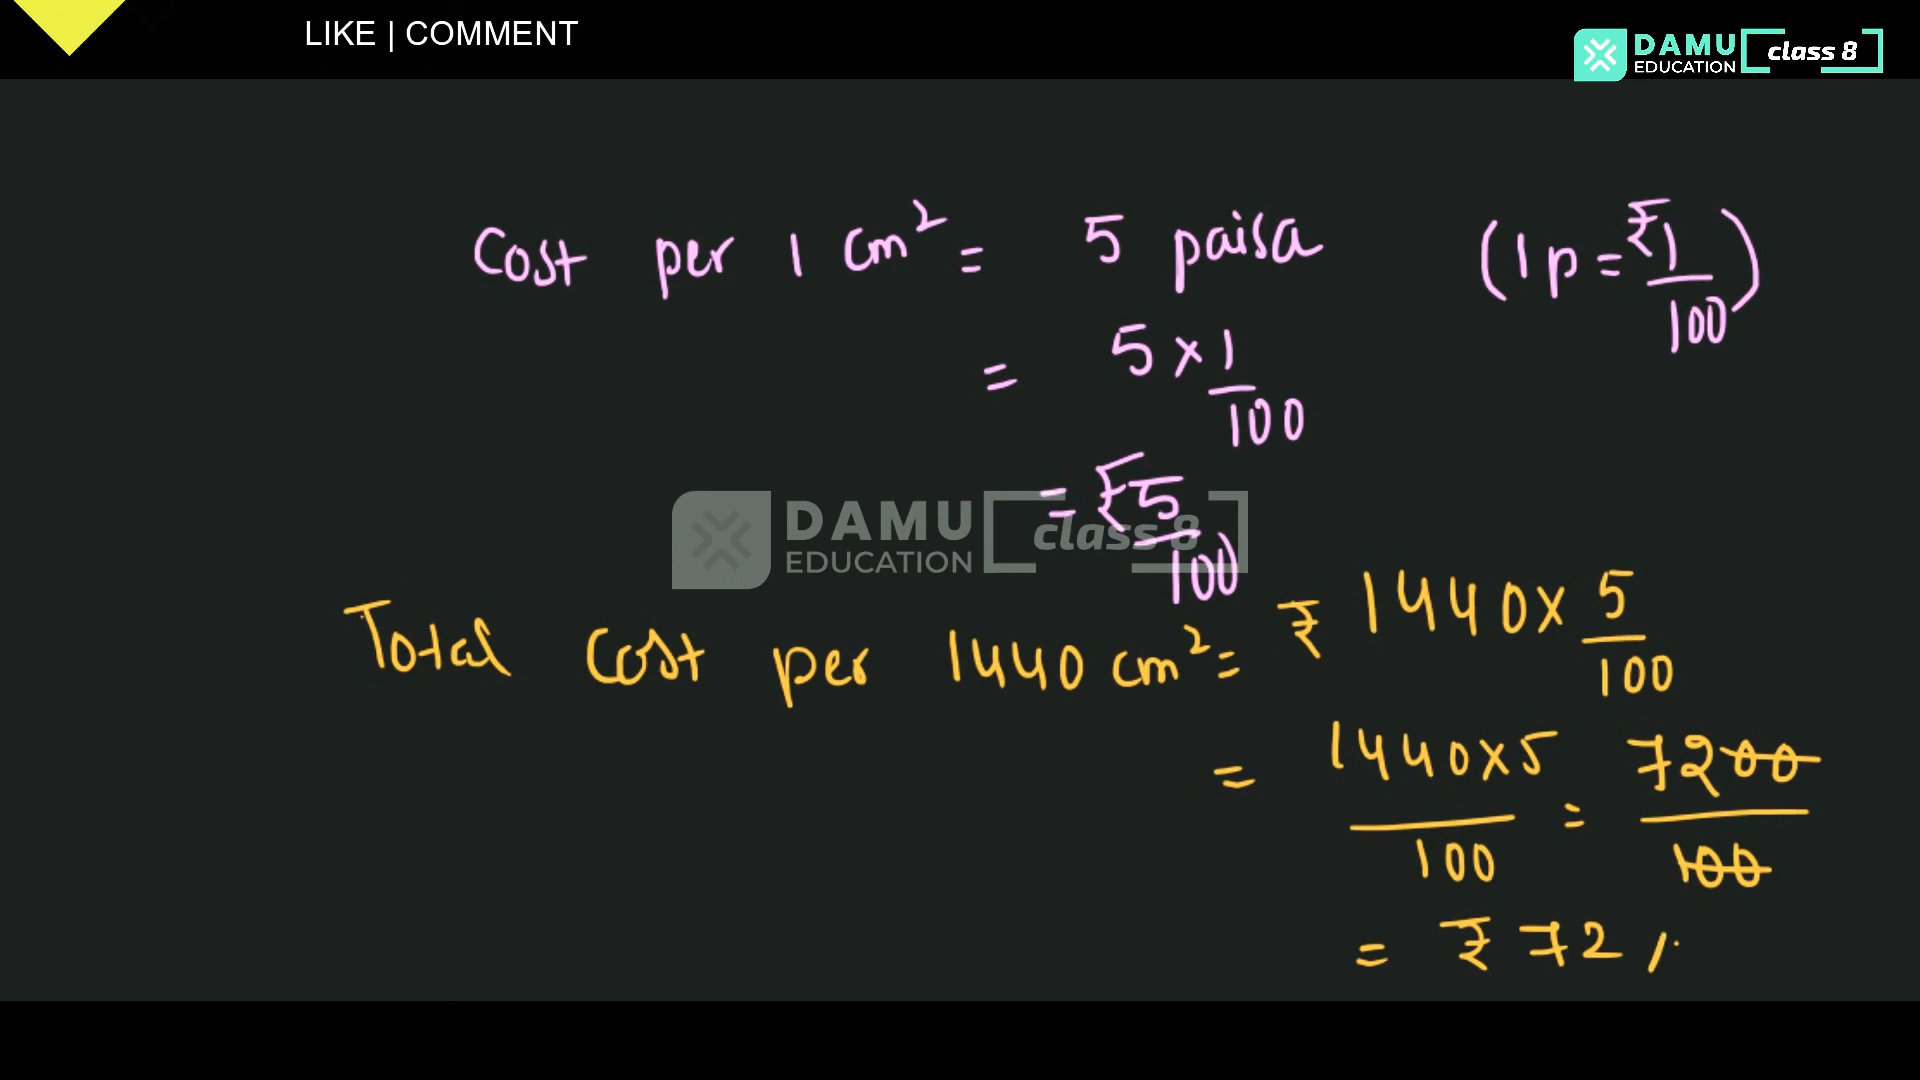 LIKE | COMMENT
DAMU
EDUCATION
class 8
Cost per 1 cm² = 5 paisa (1 p = ₹1/100)
= 5 × 1/100
= ₹5/100
DAMU
EDUCATION
class 8
Total Cost per 1440 cm² = ₹ 1440 × 5/100
= 1440×5/100 = 7200/100
= ₹ 72 /.